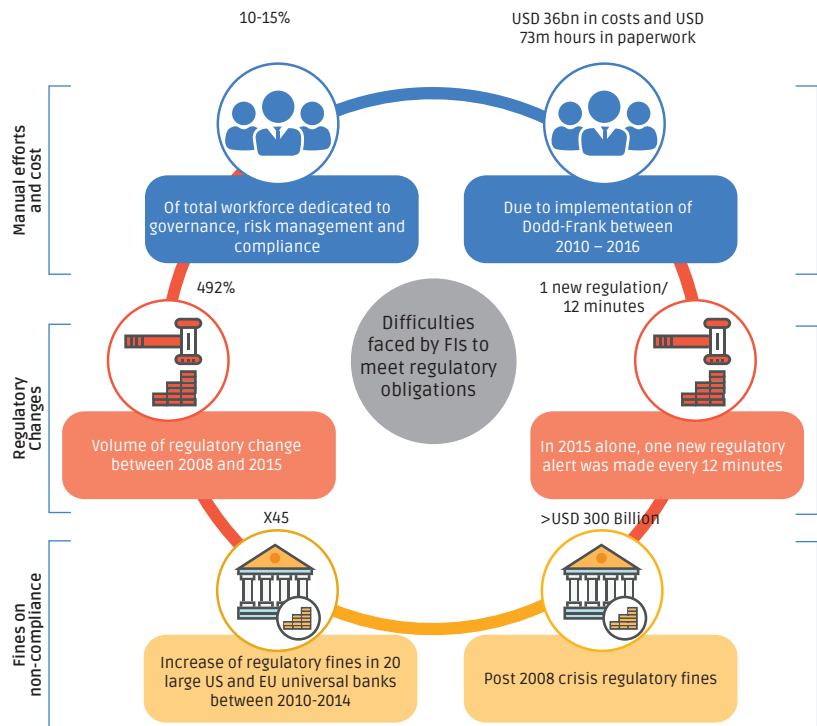 10-15%
USD 36bn in costs and USD
73m hours in paperwork
Manual efforts
and cost
Of total workforce dedicated to
governance, risk management and
compliance
Due to implementation of
Dodd-Frank between
2010 – 2016
492%
1 new regulation/
12 minutes
Difficulties
faced by FIs to
meet regulatory
obligations
Regulatory
Changes
Volume of regulatory change
between 2008 and 2015
In 2015 alone, one new regulatory
alert was made every 12 minutes
X45
>USD 300 Billion
Fines on
non-compliance
Increase of regulatory fines in 20
large US and EU universal banks
between 2010-2014
Post 2008 crisis regulatory fines